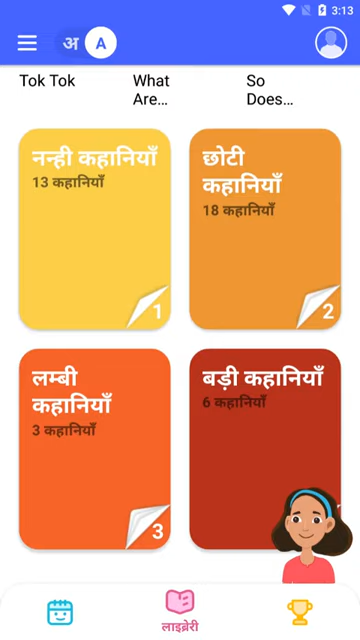 3:13
अ A
Tok Tok
What
Are...
So
Does...
नन्ही कहानियाँ
13 कहानियाँ
1
छोटी
कहानियाँ
18 कहानियाँ
2
लम्बी
कहानियाँ
3 कहानियाँ
3
बड़ी कहानियाँ
6 कहानियाँ
लाइब्रेरी